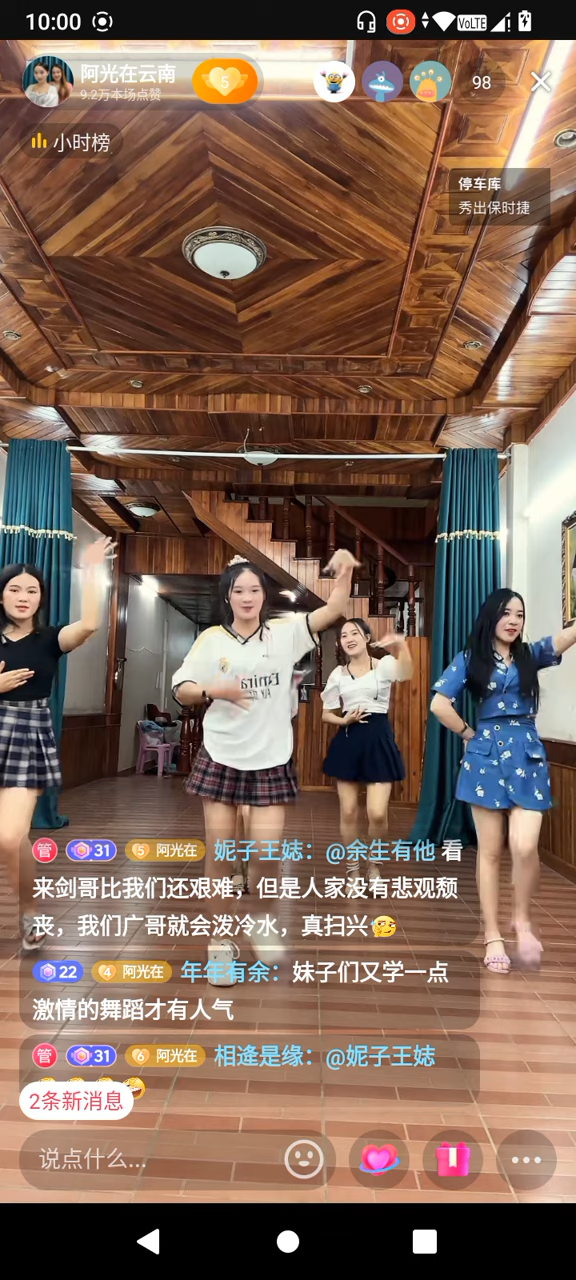 10:00
VoLTE
阿光在云南
9.2万本场点赞
5
98
小时榜
停车库
秀出保时捷
管 31 5 阿光在 妮子王娡：@余生有他 看
来剑哥比我们还艰难，但是人家没有悲观颓
丧，我们广哥就会泼冷水，真扫兴
22 4 阿光在 年年有余：妹子们又学一点
激情的舞蹈才有人气
管 31 6 阿光在 相逢是缘：@妮子王娡
2条新消息
说点什么...